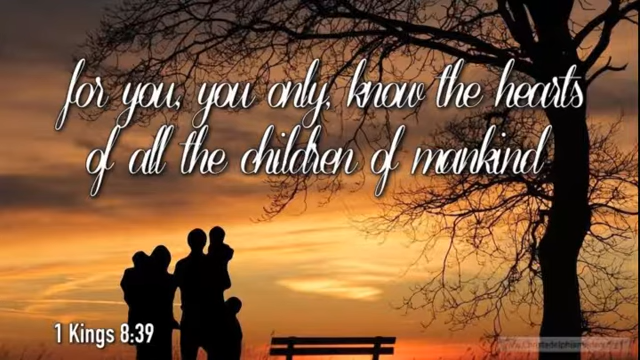 for you, you only, know the hearts
of all the children of mankind
1 Kings 8:39